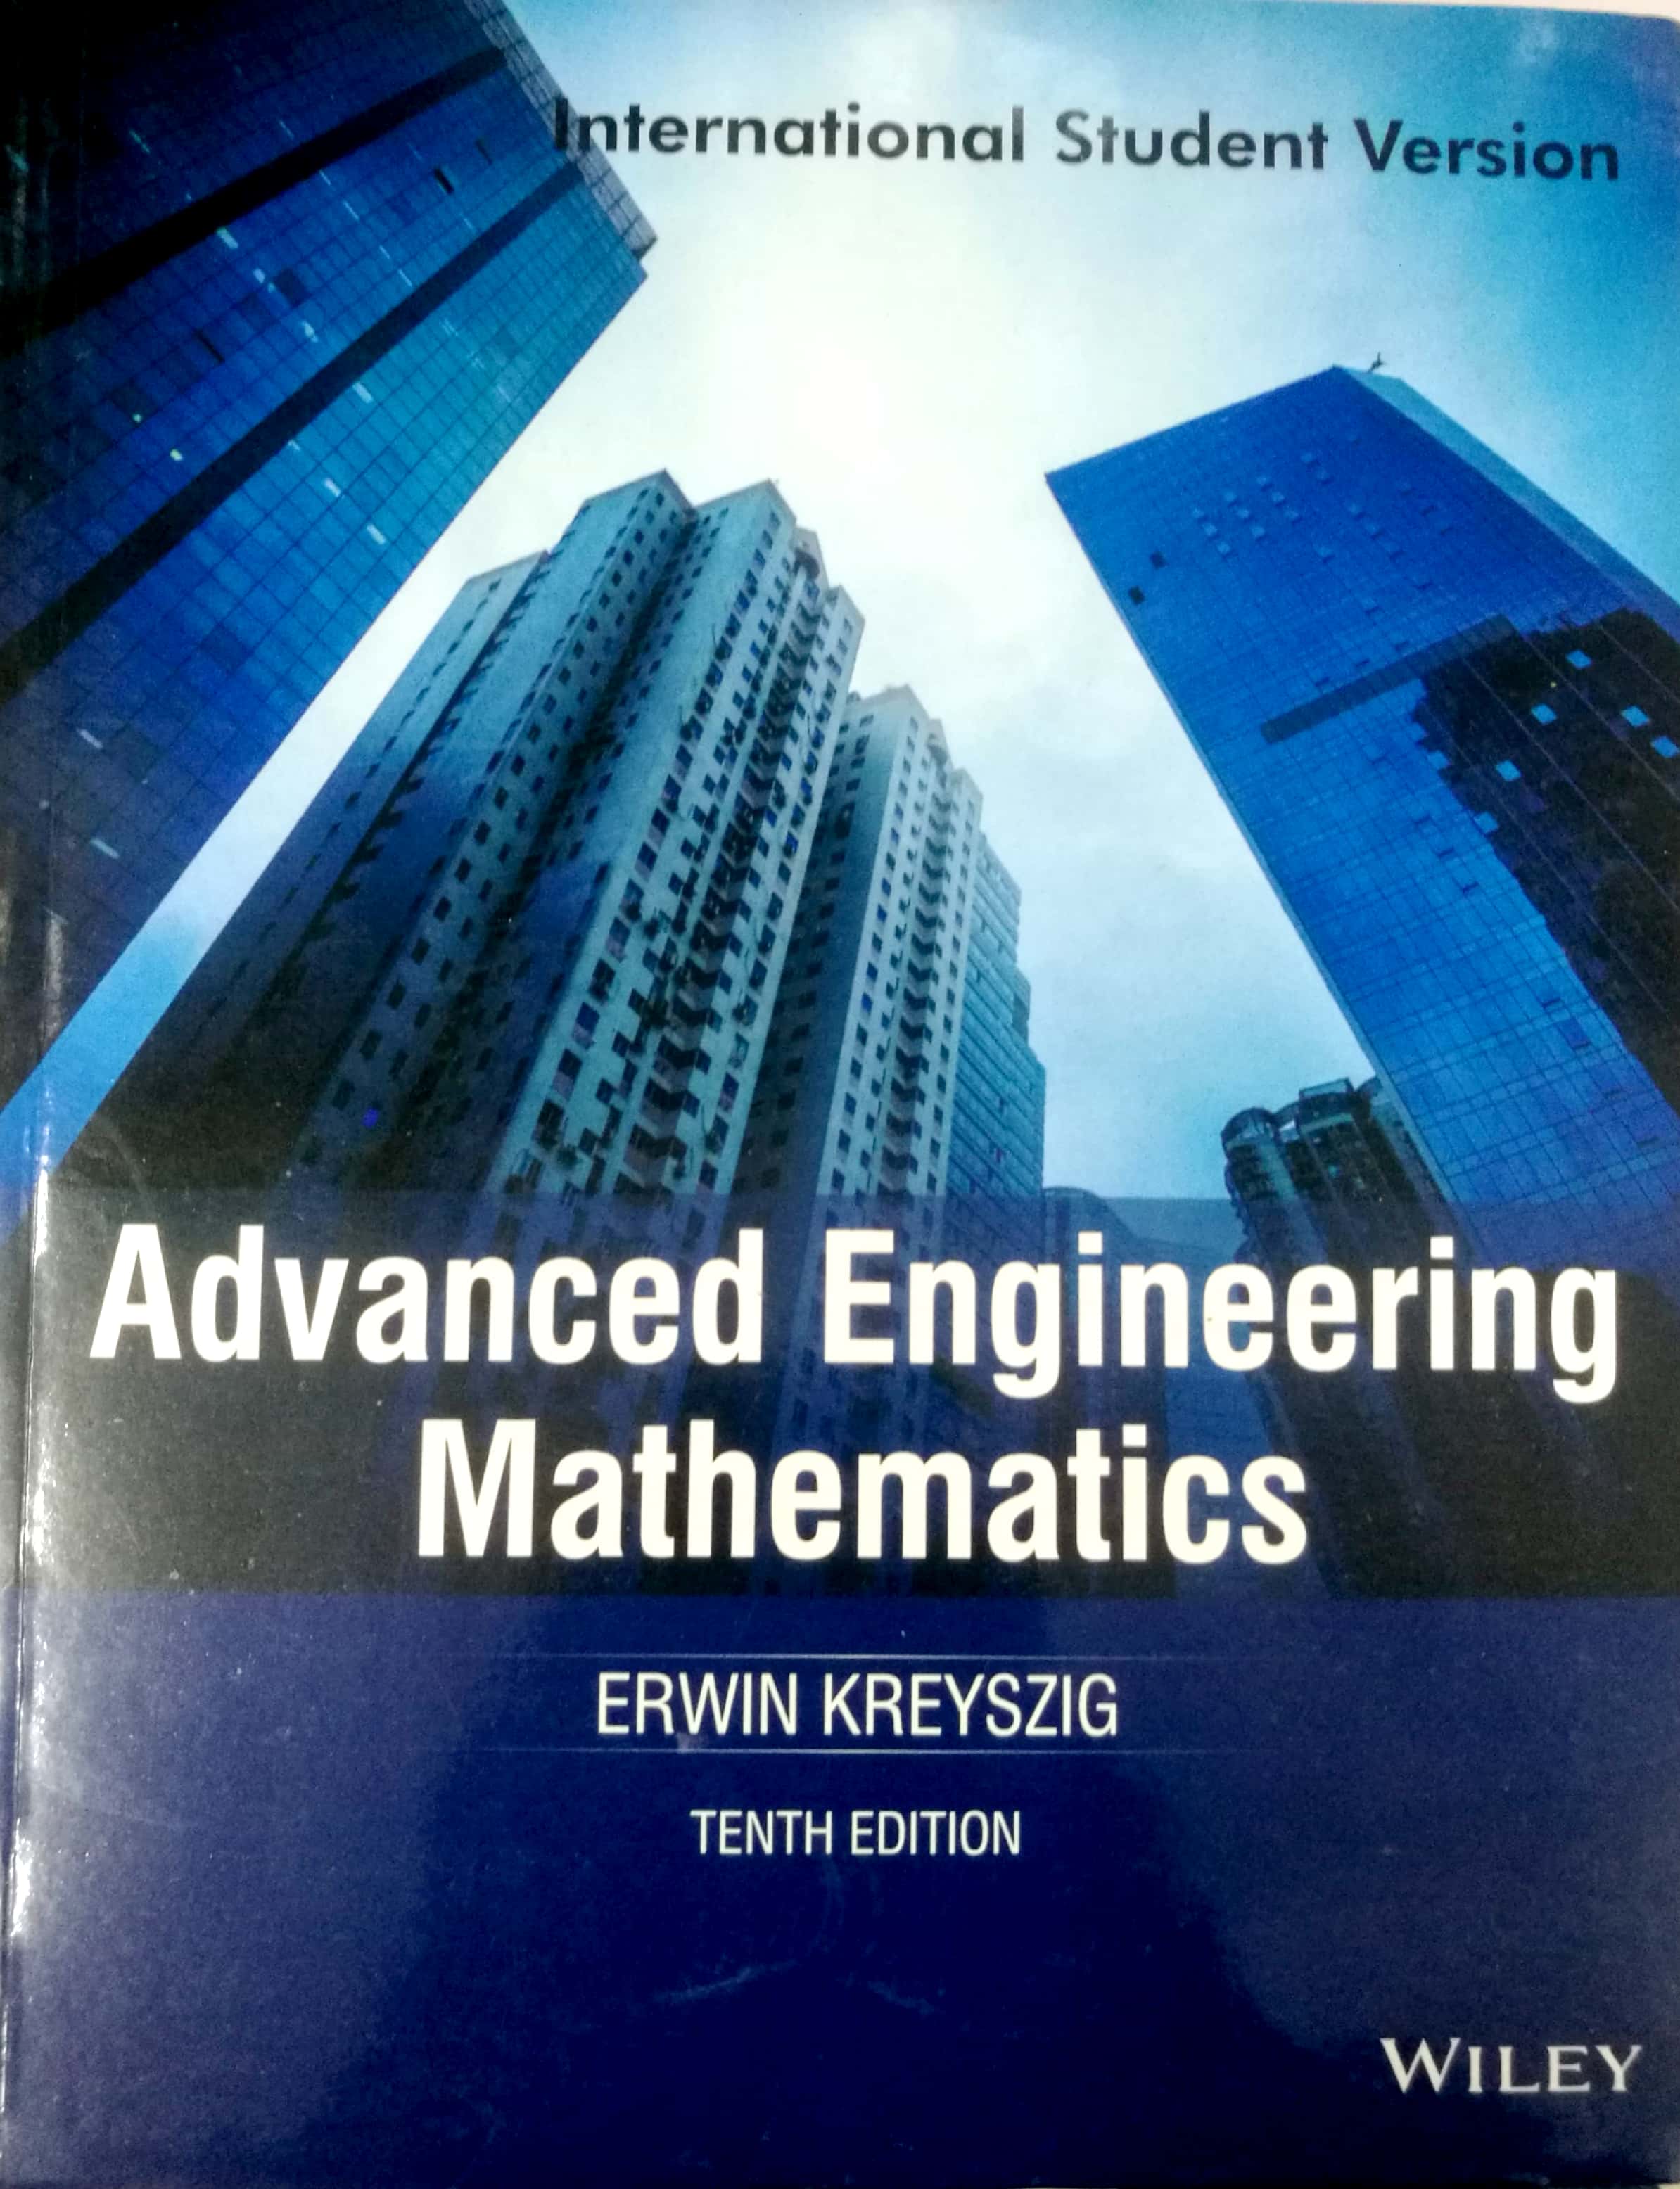 International Student Version
Advanced Engineering
Mathematics
ERWIN KREYSZIG
TENTH EDITION
WILEY